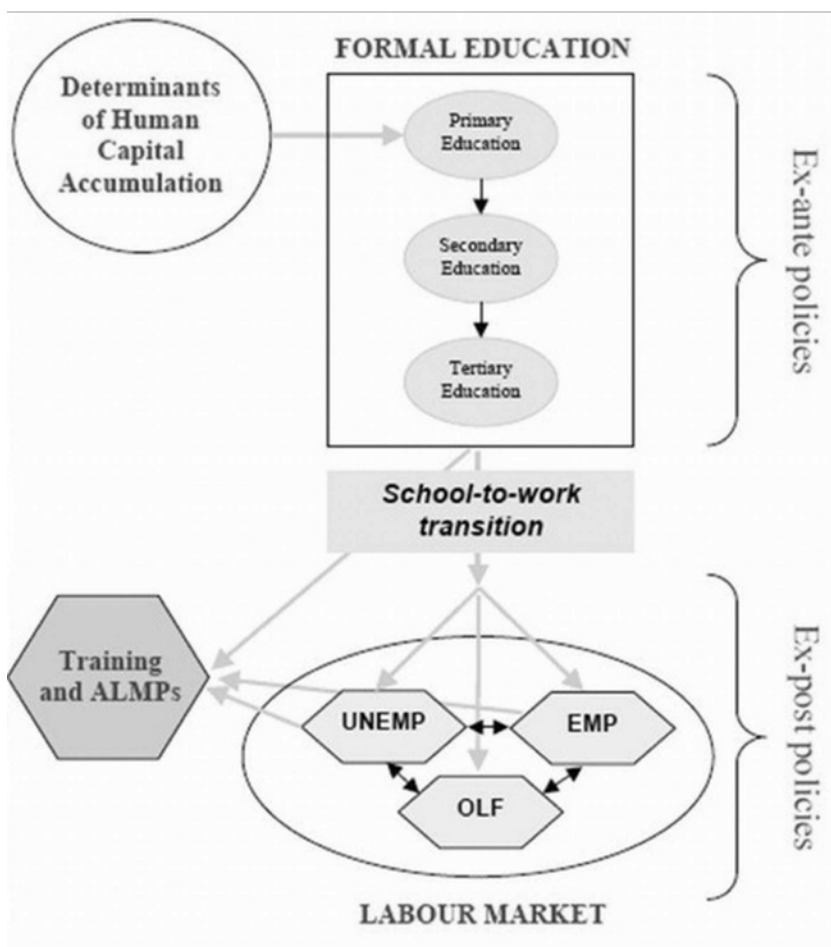 FORMAL EDUCATION
Determinants
of Human
Capital
Accumulation
Primary
Education
Secondary
Education
Tertiary
Education
Ex-ante policies
School-to-work
transition
Training
and ALMPs
UNEMP
EMP
OLF
Ex-post policies
LABOUR MARKET